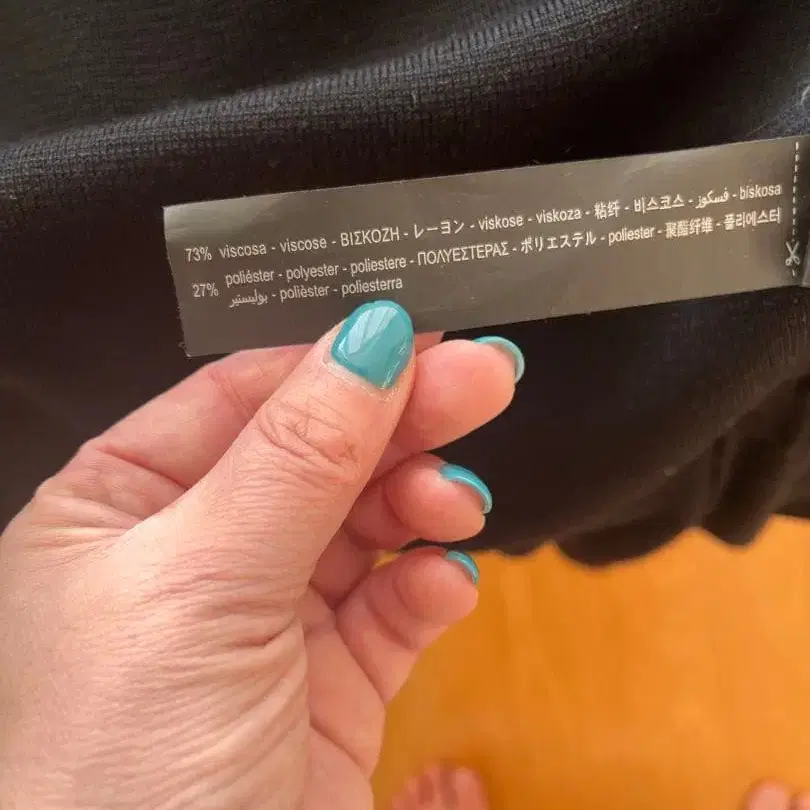 73% viscosa - viscose - ΒΙΣΚΟΖΗ - レーヨン - viskose - viskoza - 粘纤 - 비스코스 - فسكوز - biskosa
27% poliéster - polyester - poliestere - ΠΟΛΥΕΣΤΕΡΑΣ - ポリエステル - poliester - 聚酯纤维 - 폴리에스터
بوليستير - polièster - poliesterra